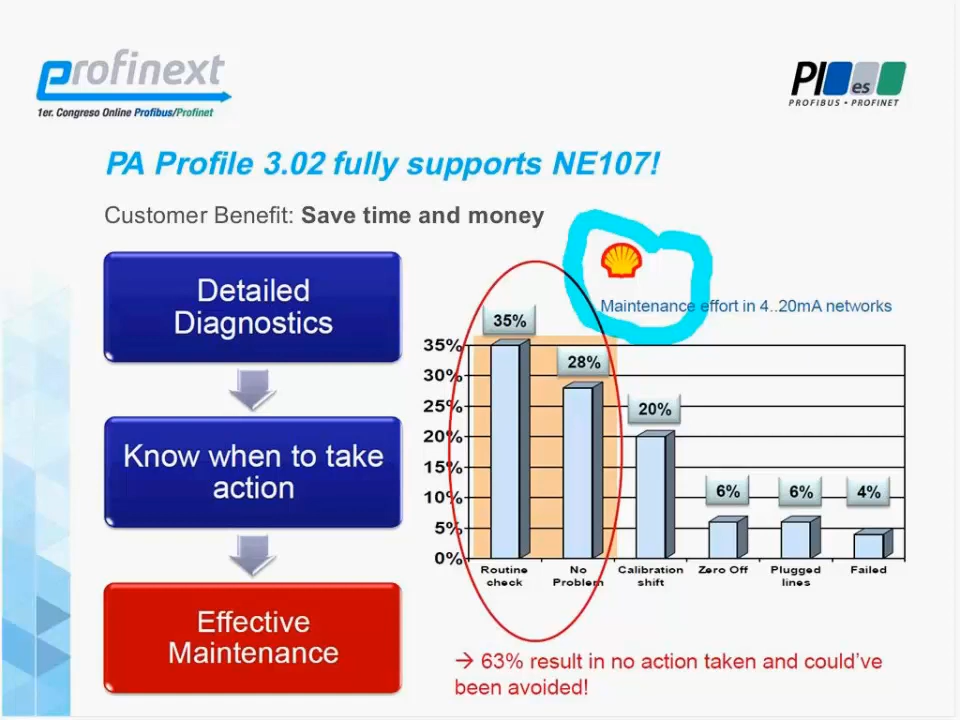 Profinext
1er. Congreso Online Profibus/Profinet
PI es
PROFIBUS • PROFINET
PA Profile 3.02 fully supports NE107!
Customer Benefit: Save time and money
Detailed
Diagnostics
Know when to take
action
Effective
Maintenance
Maintenance effort in 4..20mA networks
35%
28%
20%
6%
6%
4%
35%
30%
25%
20%
15%
10%
5%
0%
Routine
check
No
Problem
Calibration
shift
Zero Off
Plugged
lines
Failed
→ 63% result in no action taken and could've
been avoided!